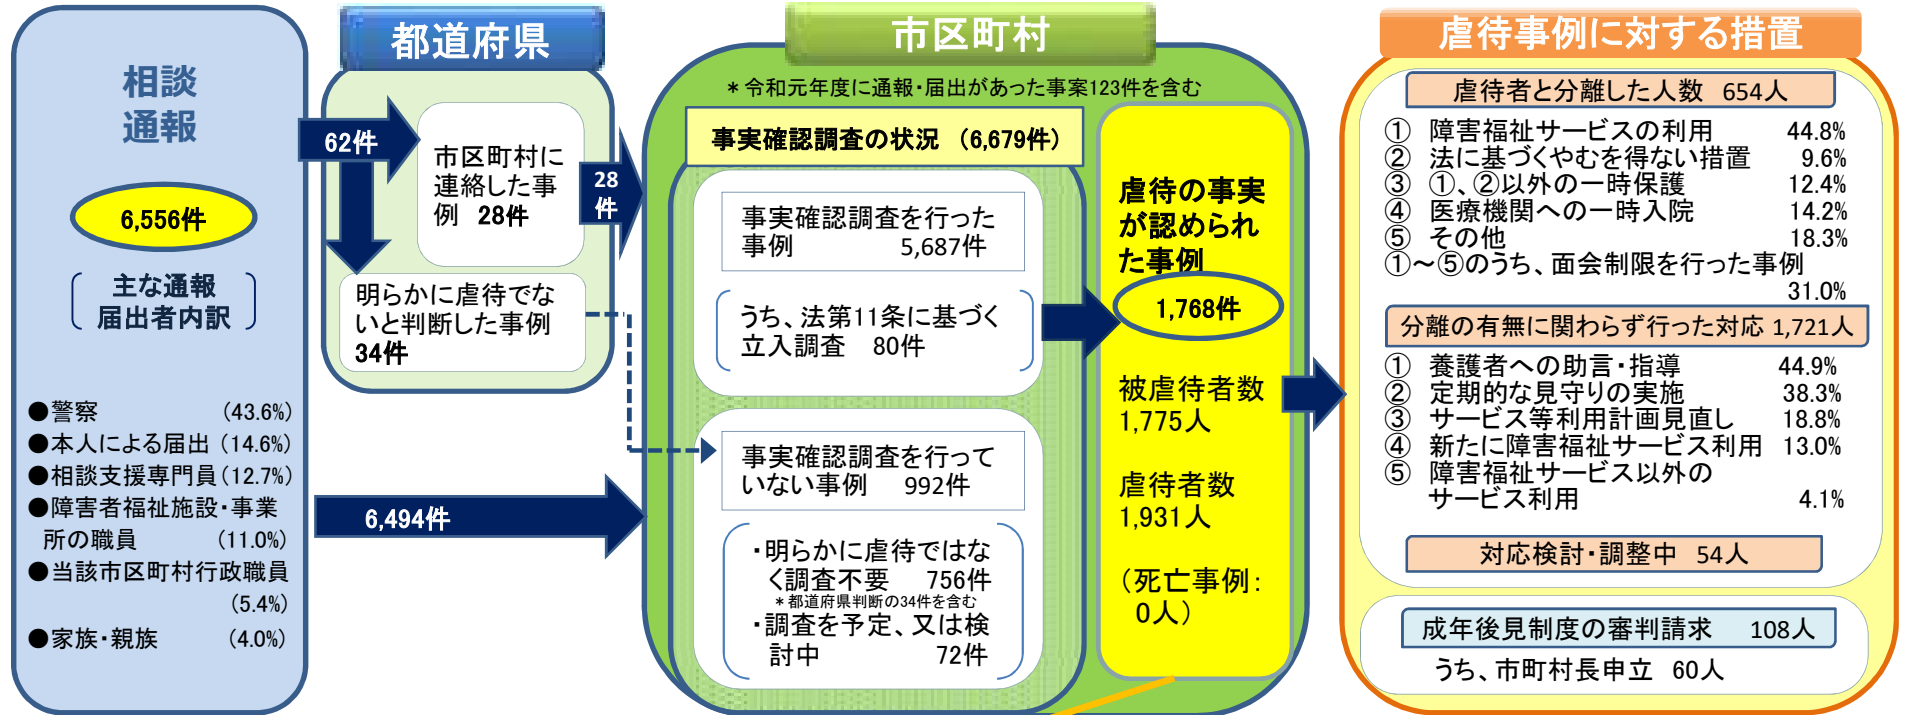 相談
通報
6,556件
主な通報
届出者内訳
●警察 (43.6%)
●本人による届出 (14.6%)
●相談支援専門員(12.7%)
●障害者福祉施設・事業
所の職員 (11.0%)
●当該市区町村行政職員
(5.4%)
●家族・親族 (4.0%)
都道府県
62件
市区町村に
連絡した事
例 28件
28
件
明らかに虐待でな
いと判断した事例
34件
6,494件
市区町村
*令和元年度に通報・届出があった事案123件を含む
事実確認調査の状況 (6,679件)
事実確認調査を行った
事例 5,687件
うち、法第11条に基づく
立入調査 80件
事実確認調査を行って
いない事例 992件
・明らかに虐待ではな
く調査不要 756件
*都道府県判断の34件を含む
・調査を予定、又は検
討中 72件
虐待の事実
が認められ
た事例
1,768件
被虐待者数
1,775人
虐待者数
1,931人
(死亡事例:
0人)
虐待事例に対する措置
虐待者と分離した人数 654人
① 障害福祉サービスの利用 44.8%
② 法に基づくやむを得ない措置 9.6%
③ ①、②以外の一時保護 12.4%
④ 医療機関への一時入院 14.2%
⑤ その他 18.3%
①～⑤のうち、面会制限を行った事例
31.0%
分離の有無に関わらず行った対応 1,721人
① 養護者への助言・指導 44.9%
② 定期的な見守りの実施 38.3%
③ サービス等利用計画見直し 18.8%
④ 新たに障害福祉サービス利用 13.0%
⑤ 障害福祉サービス以外の
サービス利用 4.1%
対応検討・調整中 54人
成年後見制度の審判請求 108人
うち、市町村長申立 60人